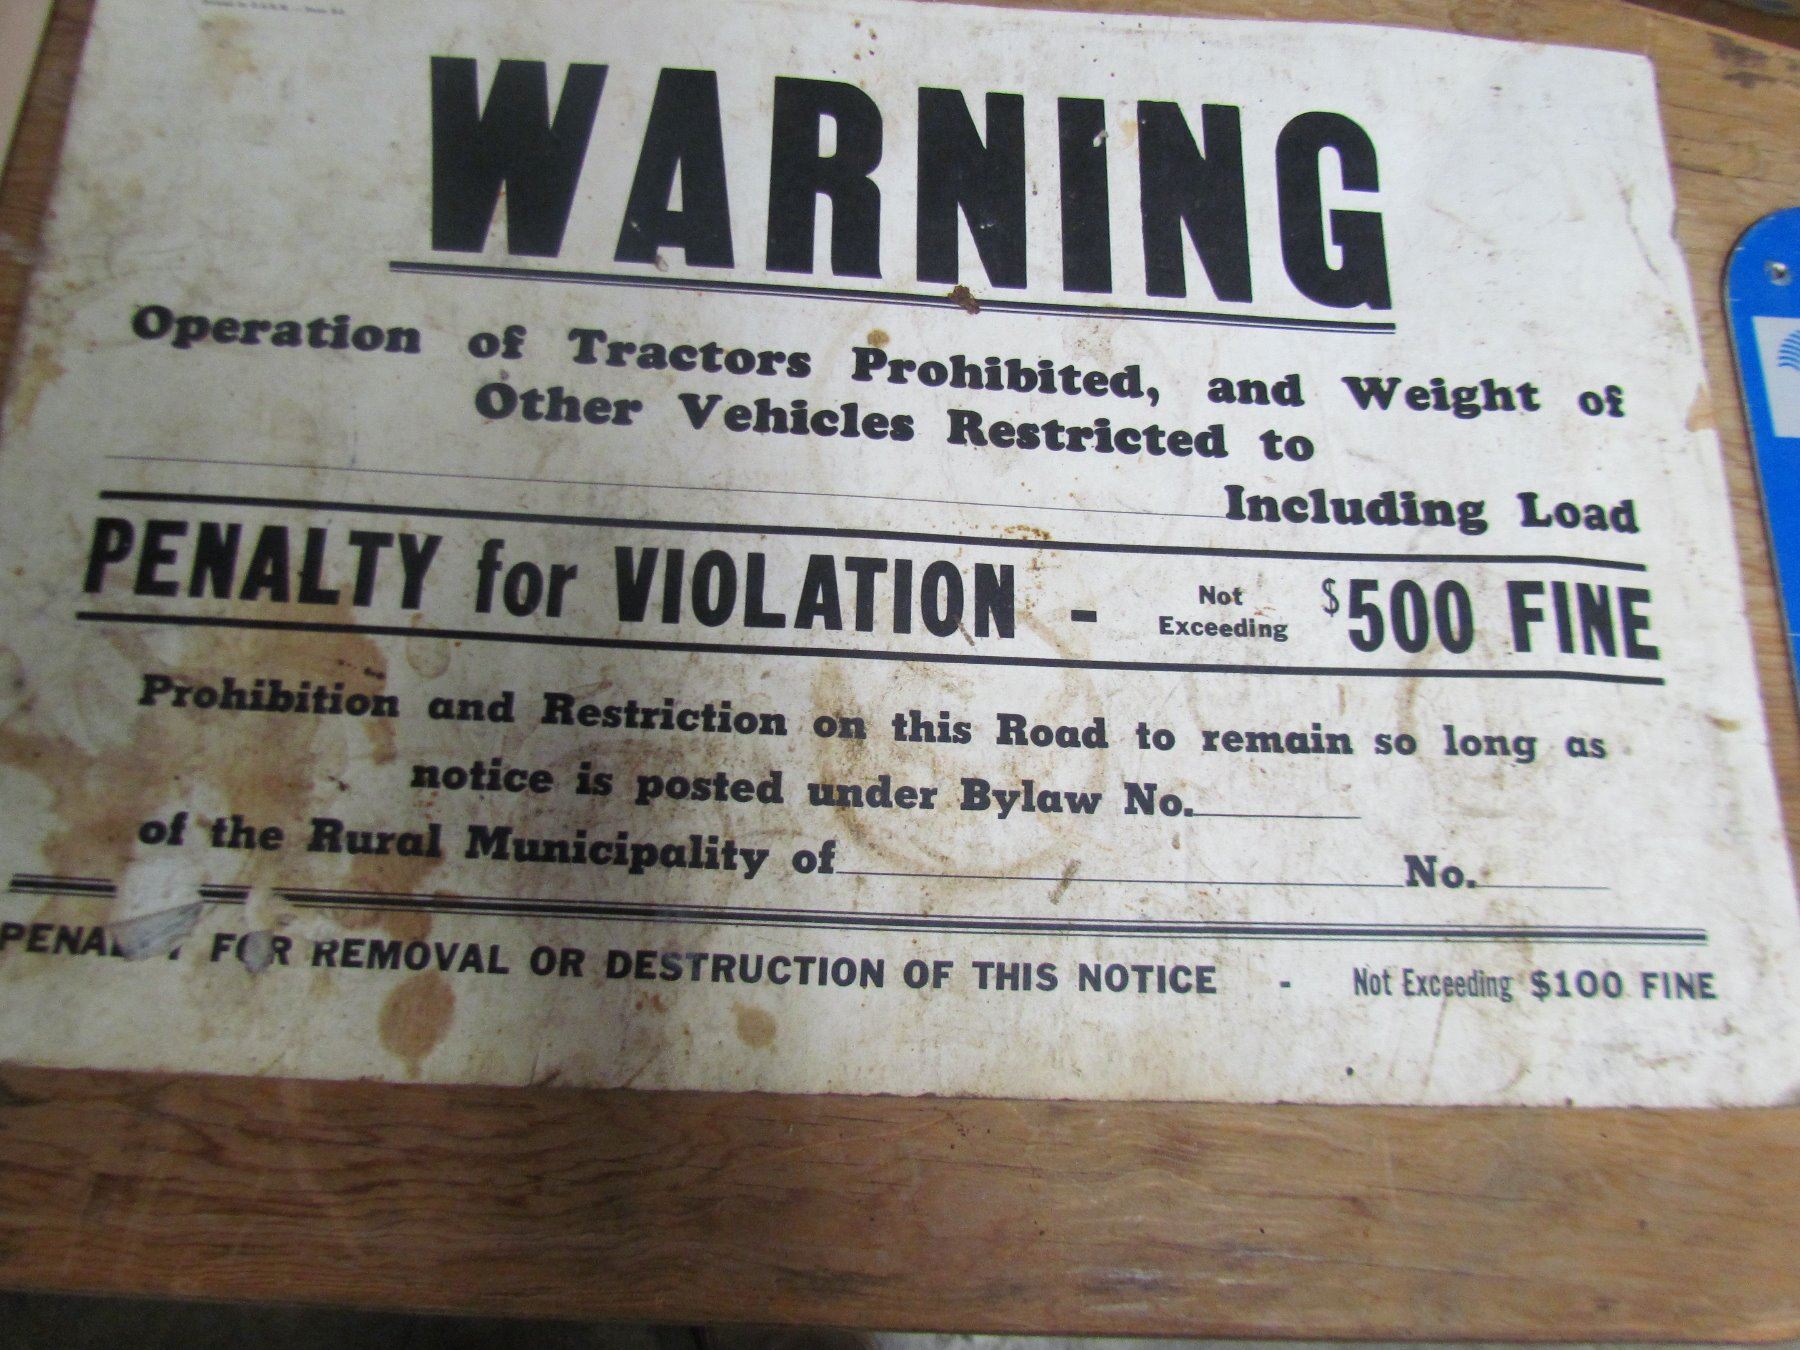 WARNING
Operation of Tractors Prohibited, and Weight of
Other Vehicles Restricted to
Including Load
PENALTY for VIOLATION - Not Exceeding $500 FINE
Prohibition and Restriction on this Road to remain so long as
notice is posted under Bylaw No.
of the Rural Municipality of No.
PENALTY FOR REMOVAL OR DESTRUCTION OF THIS NOTICE - Not Exceeding $100 FINE